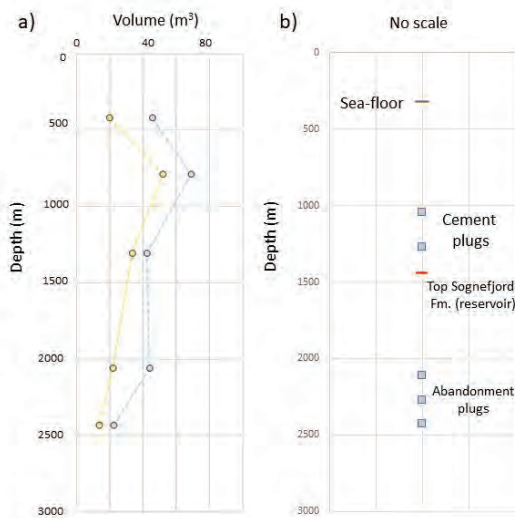 a)
Volume (m³)
0
40
80
0
500
1000
1500
2000
2500
3000
Depth (m)
b)
No scale
0
500
1000
1500
2000
2500
3000
Depth (m)
Sea-floor
Cement
plugs
Top Sognefjord
Fm. (reservoir)
Abandonment
plugs